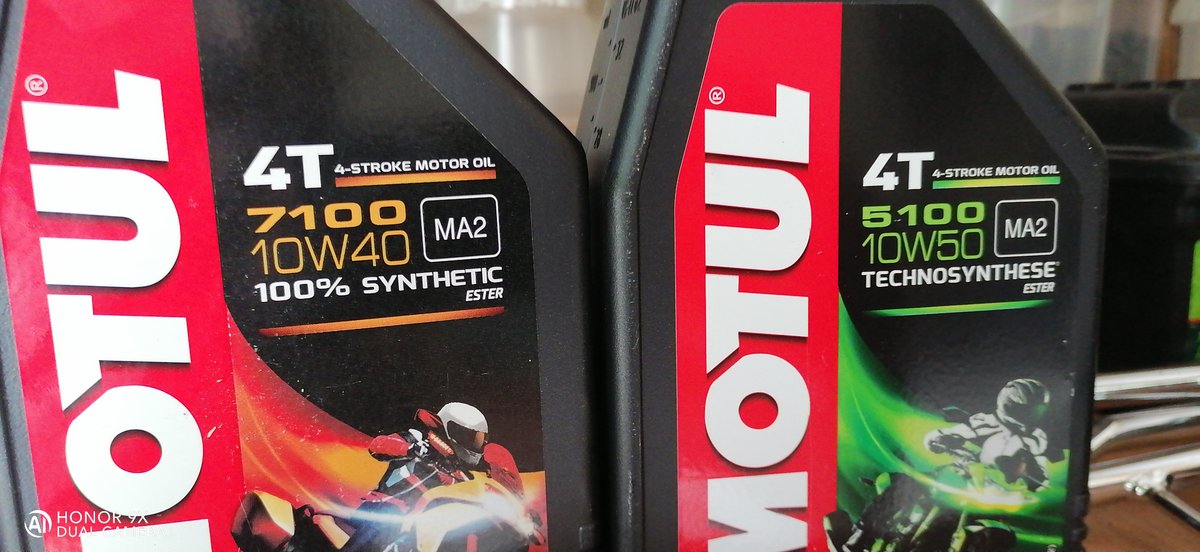 MOTUL®
4T 4-STROKE MOTOR OIL
7100
10W40
MA2
100% SYNTHETIC
ESTER
MOTUL®
4T 4-STROKE MOTOR OIL
5100
10W50
MA2
TECHNOSYNTHESE®
ESTER
AI HONOR 9X
DUAL CAMERA